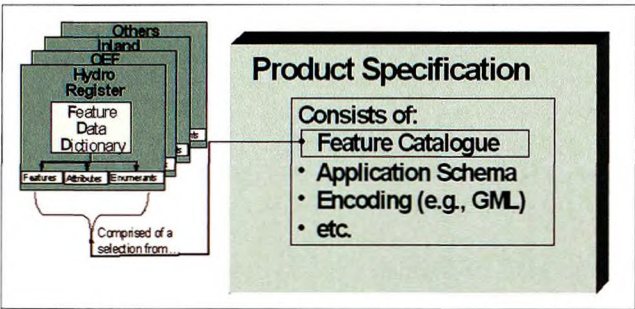 Others
Inland
OEF
Hydro
Register
Feature
Data
Dictionary
Features Attributes Enumerants
Comprised of a
selection from...
Product Specification
Consists of:
Feature Catalogue
• Application Schema
• Encoding (e.g., GML)
• etc.